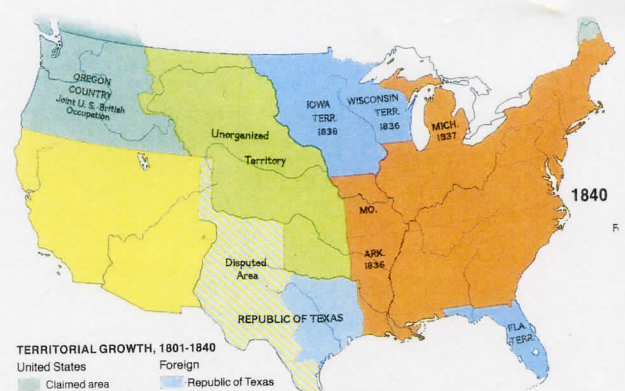 OREGON
COUNTRY
Joint U.S.-British
Occupation
Unorganized
Territory
IOWA
TERR.
1838
WISCONSIN
TERR.
1836
MICH.
1837
1840
MO.
ARK.
1836
Disputed
Area
REPUBLIC OF TEXAS
FLA.
TERR.
TERRITORIAL GROWTH, 1801-1840
United States
Foreign
Claimed area
Republic of Texas